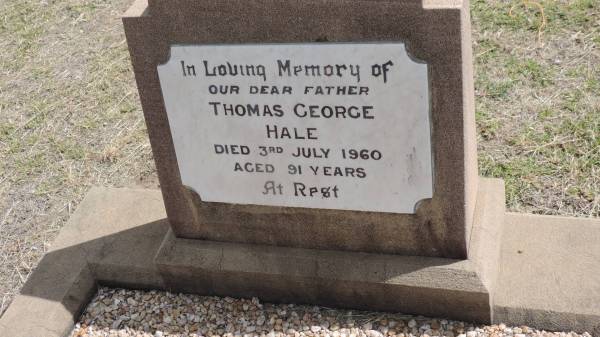 In Loving Memory of
OUR DEAR FATHER
THOMAS GEORGE
HALE
DIED 3RD JULY 1960
AGED 91 YEARS
At Rest